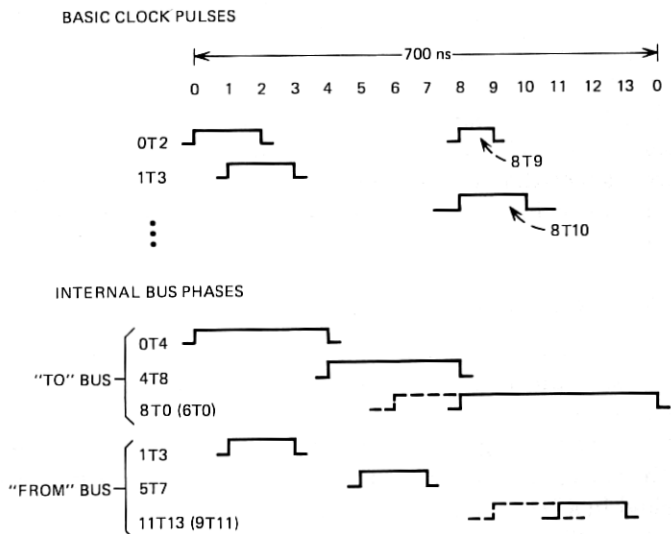 BASIC CLOCK PULSES
700 ns
0 1 2 3 4 5 6 7 8 9 10 11 12 13 0
0T2
8T9
1T3
8T10
INTERNAL BUS PHASES
"TO" BUS
0T4
4T8
8T0 (6T0)
"FROM" BUS
1T3
5T7
11T13 (9T11)